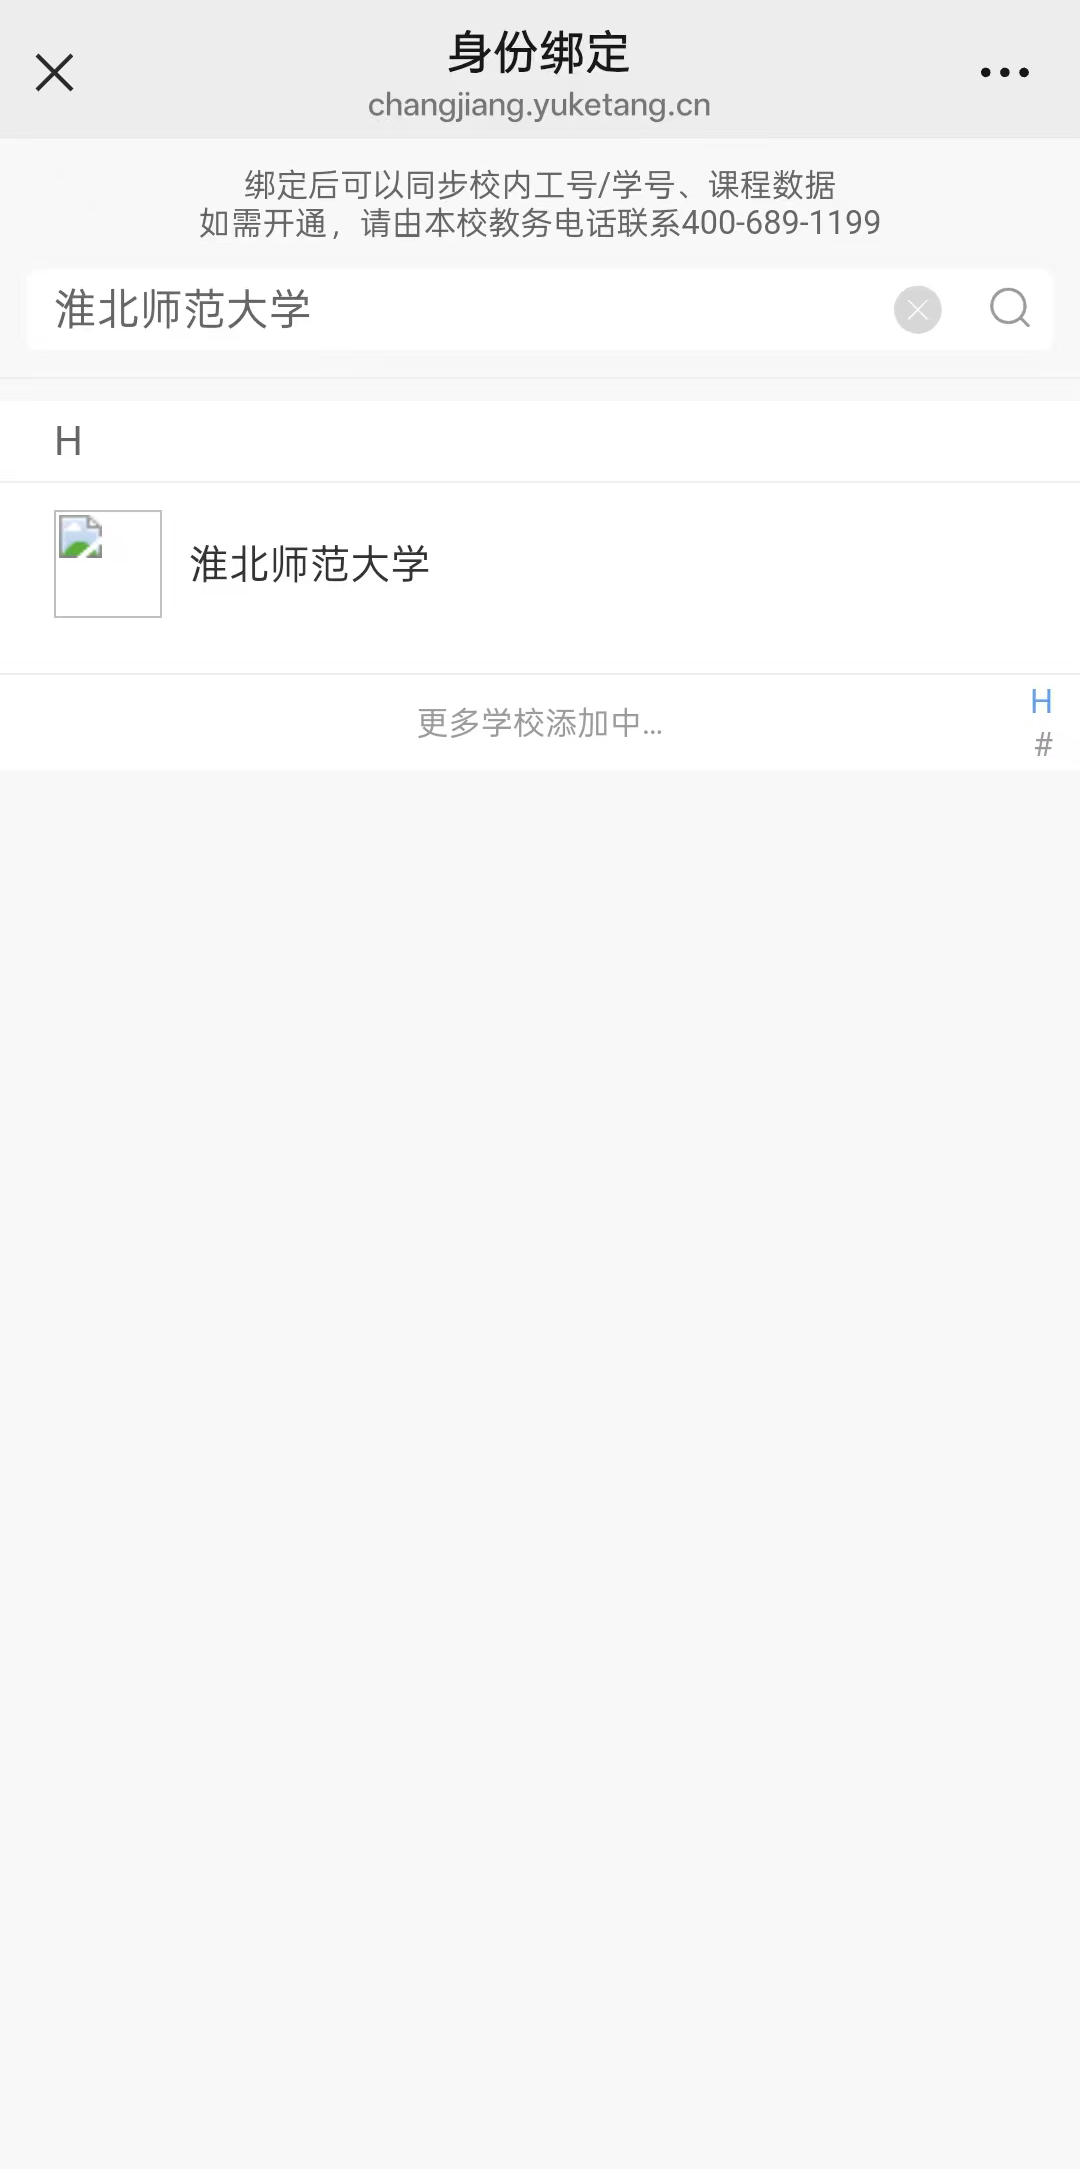 身份绑定
changjiang.yuketang.cn
绑定后可以同步校内工号/学号、课程数据
如需开通，请由本校教务电话联系400-689-1199
淮北师范大学
H
淮北师范大学
更多学校添加中...
H
#